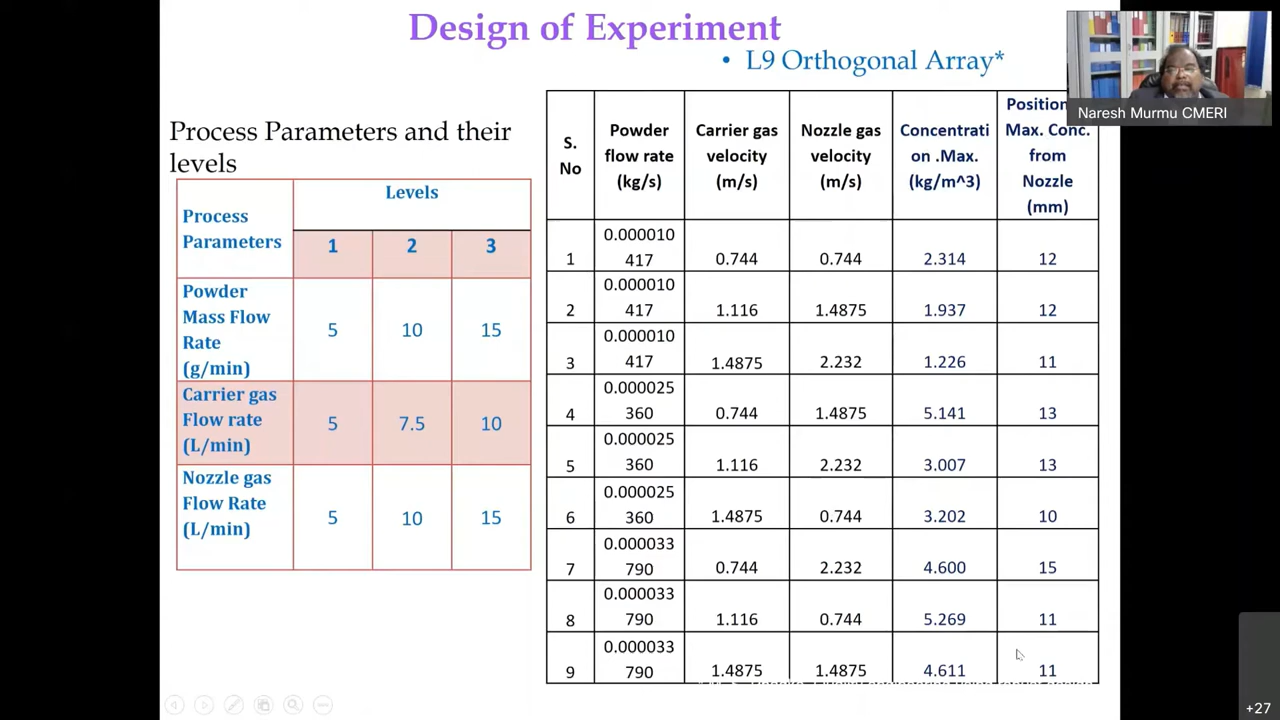 Design of Experiment
• L9 Orthogonal Array*
Naresh Murmu CMERI
Process Parameters and their
levels
Process
Parameters
Levels
1 2 3
Powder
Mass Flow
Rate
(g/min)
5 10 15
Carrier gas
Flow rate
(L/min)
5 7.5 10
Nozzle gas
Flow Rate
(L/min)
5 10 15
S.
No
Powder
flow rate
(kg/s)
Carrier gas
velocity
(m/s)
Nozzle gas
velocity
(m/s)
Concentrati
on .Max.
(kg/m^3)
Position
Max. Conc.
from
Nozzle
(mm)
0.000010
1 417 0.744 0.744 2.314 12
0.000010
2 417 1.116 1.4875 1.937 12
0.000010
3 417 1.4875 2.232 1.226 11
0.000025
4 360 0.744 1.4875 5.141 13
0.000025
5 360 1.116 2.232 3.007 13
0.000025
6 360 1.4875 0.744 3.202 10
0.000033
7 790 0.744 2.232 4.600 15
0.000033
8 790 1.116 0.744 5.269 11
0.000033
9 790 1.4875 1.4875 4.611 11
+27